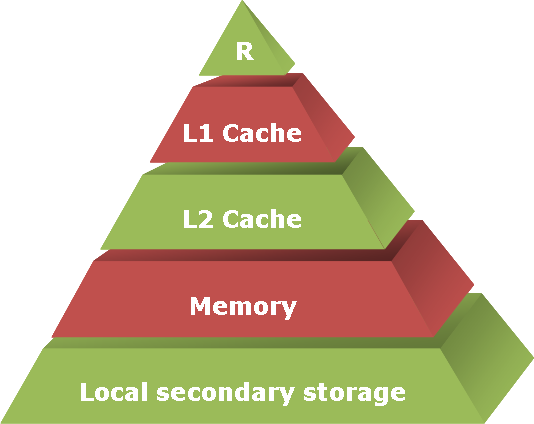 R
L1 Cache
L2 Cache
Memory
Local secondary storage